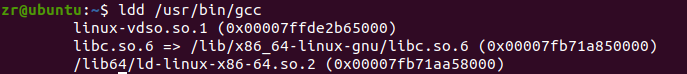 zr@ubuntu:~$ ldd /usr/bin/gcc
linux-vdso.so.1 (0x00007ffde2b65000)
libc.so.6 => /lib/x86_64-linux-gnu/libc.so.6 (0x00007fb71a850000)
/lib64/ld-linux-x86-64.so.2 (0x00007fb71aa58000)